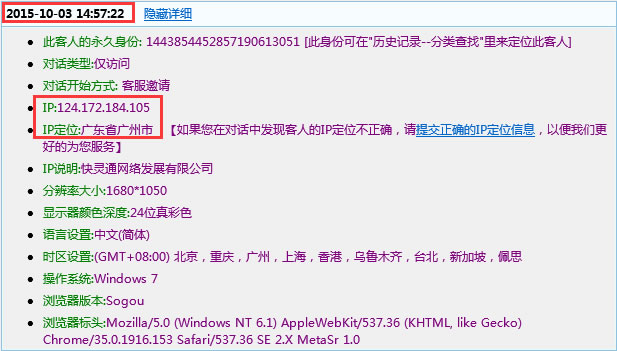 2015-10-03 14:57:22 隐藏详细
此客人的永久身份: 1443854452857190613051 [此身份可在"历史记录--分类查找"里来定位此客人]
对话类型:仅访问
对话开始方式: 客服邀请
IP:124.172.184.105
IP定位:广东省广州市 【如果您在对话中发现客人的IP定位不正确，请提交正确的IP定位信息，以便我们更
好的为您服务】
IP说明:快灵通网络发展有限公司
分辨率大小:1680*1050
显示器颜色深度:24位真彩色
语言设置:中文(简体)
时区设置:(GMT+08:00) 北京，重庆，广州，上海，香港，乌鲁木齐，台北，新加坡，佩思
操作系统:Windows 7
浏览器版本:Sogou
浏览器标头:Mozilla/5.0 (Windows NT 6.1) AppleWebKit/537.36 (KHTML, like Gecko)
Chrome/35.0.1916.153 Safari/537.36 SE 2.X MetaSr 1.0